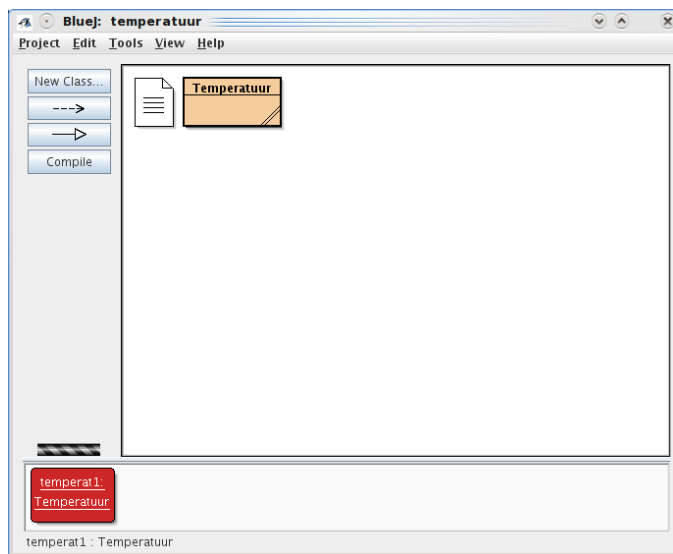 BlueJ: temperatuur
Project Edit Tools View Help
New Class...
Compile
Temperatuur
temperat1:
Temperatuur
temperat1 : Temperatuur